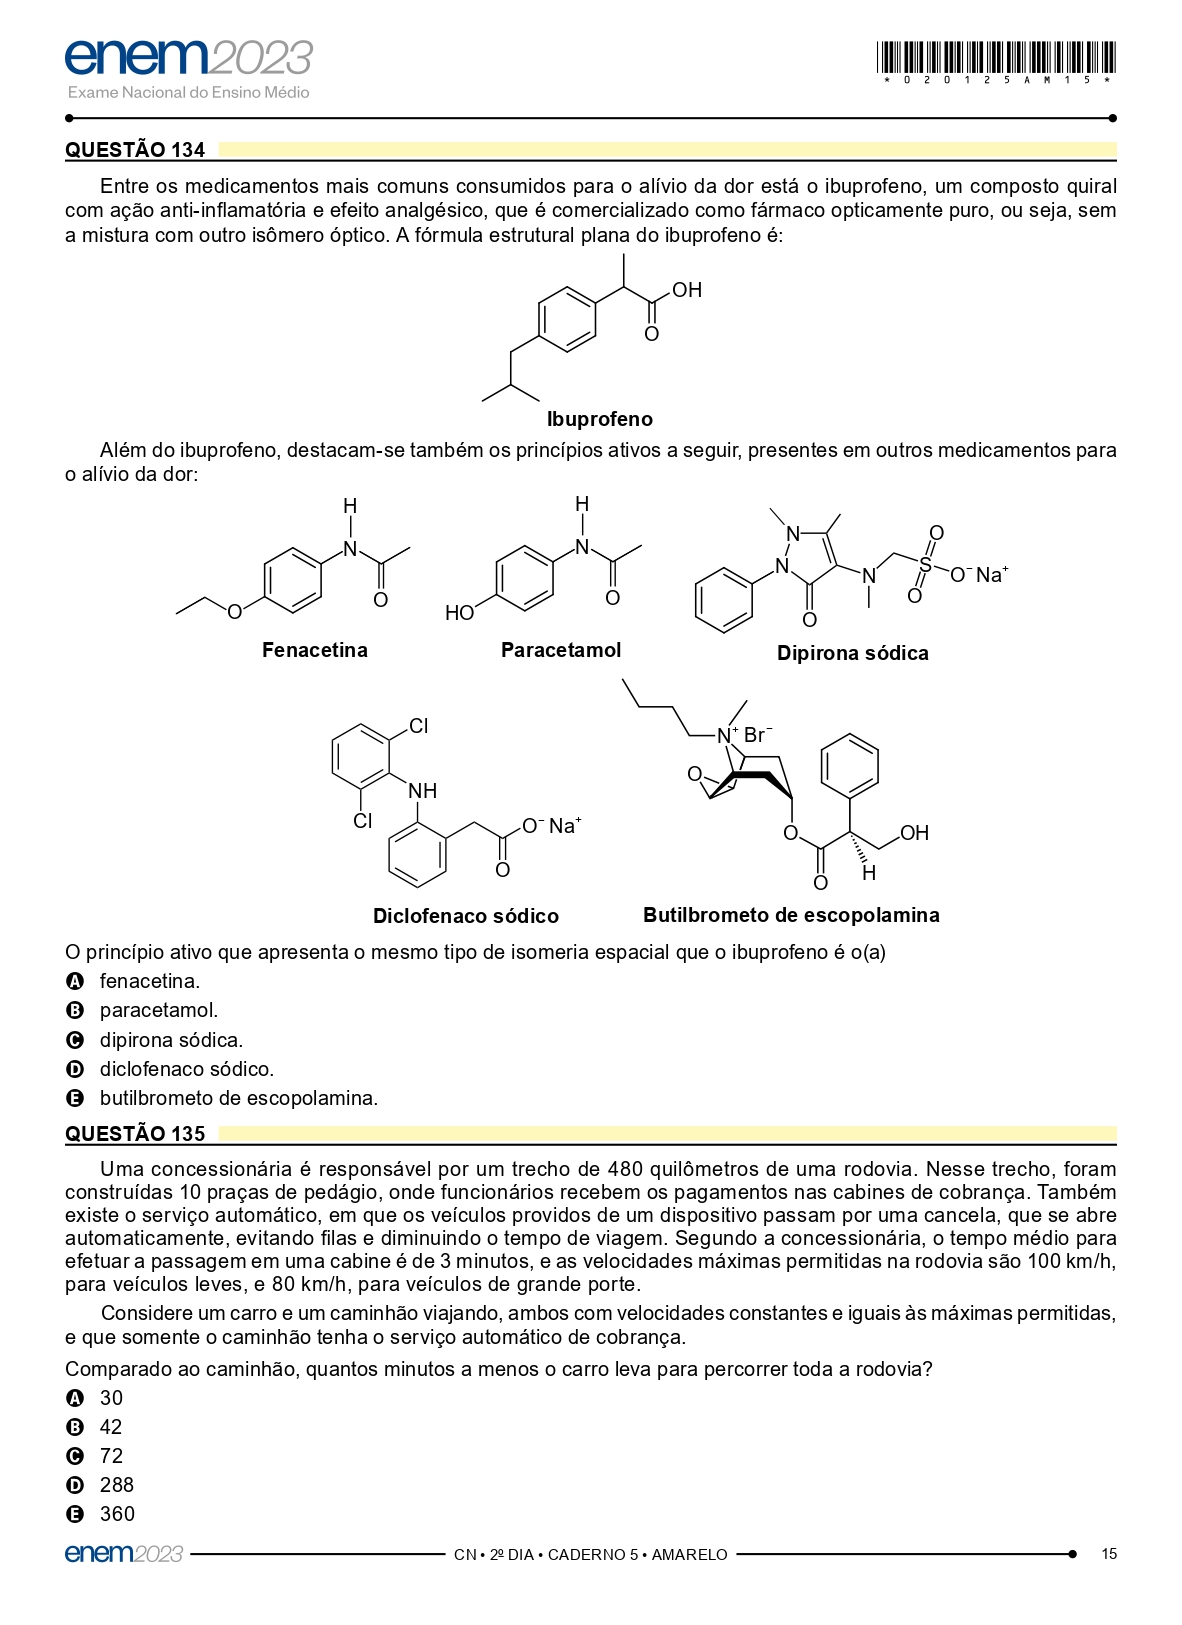 enem2023
Exame Nacional do Ensino Médio
*020125AM15*
QUESTÃO 134
Entre os medicamentos mais comuns consumidos para o alívio da dor está o ibuprofeno, um composto quiral
com ação anti-inflamatória e efeito analgésico, que é comercializado como fármaco opticamente puro, ou seja, sem
a mistura com outro isômero óptico. A fórmula estrutural plana do ibuprofeno é:
OH
O
Ibuprofeno
Além do ibuprofeno, destacam-se também os princípios ativos a seguir, presentes em outros medicamentos para
o alívio da dor:
H
N
O
O
Fenacetina
H
N
O
HO
Paracetamol
N
N
O
N
S
O
O
O⁻ Na⁺
Dipirona sódica
Cl
NH
Cl
O⁻ Na⁺
O
Diclofenaco sódico
N⁺ Br⁻
O
O
OH
H
O
Butilbrometo de escopolamina
O princípio ativo que apresenta o mesmo tipo de isomeria espacial que o ibuprofeno é o(a)
A fenacetina.
B paracetamol.
C dipirona sódica.
D diclofenaco sódico.
E butilbrometo de escopolamina.
QUESTÃO 135
Uma concessionária é responsável por um trecho de 480 quilômetros de uma rodovia. Nesse trecho, foram
construídas 10 praças de pedágio, onde funcionários recebem os pagamentos nas cabines de cobrança. Também
existe o serviço automático, em que os veículos providos de um dispositivo passam por uma cancela, que se abre
automaticamente, evitando filas e diminuindo o tempo de viagem. Segundo a concessionária, o tempo médio para
efetuar a passagem em uma cabine é de 3 minutos, e as velocidades máximas permitidas na rodovia são 100 km/h,
para veículos leves, e 80 km/h, para veículos de grande porte.
Considere um carro e um caminhão viajando, ambos com velocidades constantes e iguais às máximas permitidas,
e que somente o caminhão tenha o serviço automático de cobrança.
Comparado ao caminhão, quantos minutos a menos o carro leva para percorrer toda a rodovia?
A 30
B 42
C 72
D 288
E 360
enem2023
CN • 2º DIA • CADERNO 5 • AMARELO
15